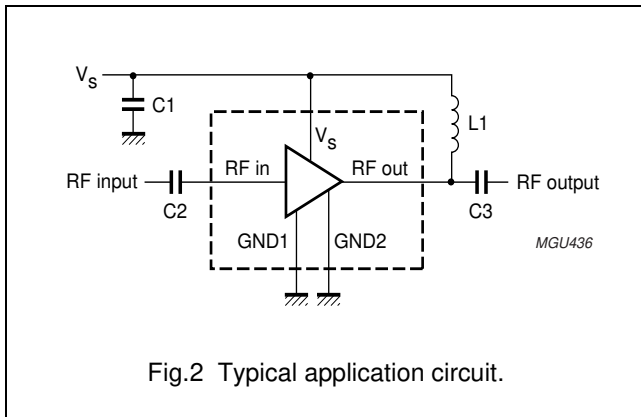 VS
C1
L1
VS
RF in
RF out
RF input
RF output
C2
C3
GND1
GND2
MGU436
Fig.2 Typical application circuit.